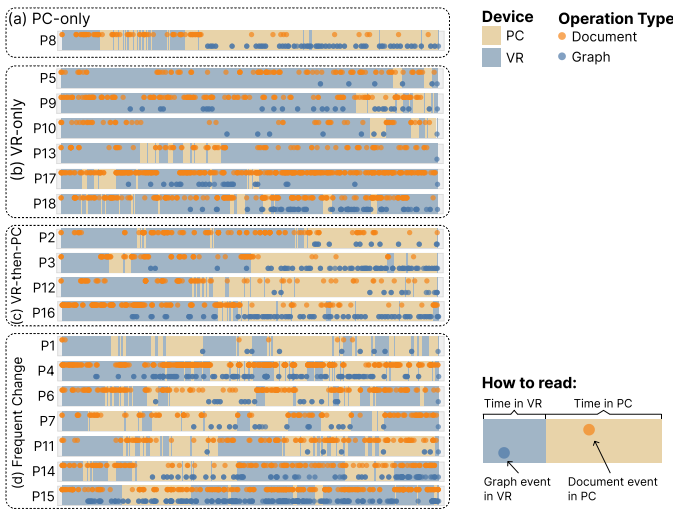 (a) PC-only
P8
(b) VR-only
P5
P9
P10
P13
P17
P18
(c) VR-then-PC
P2
P3
P12
P16
(d) Frequent Change
P1
P4
P6
P7
P11
P14
P15
Device
PC
VR
Operation Type
Document
Graph
How to read:
Time in VR
Time in PC
Graph event
in VR
Document event
in PC